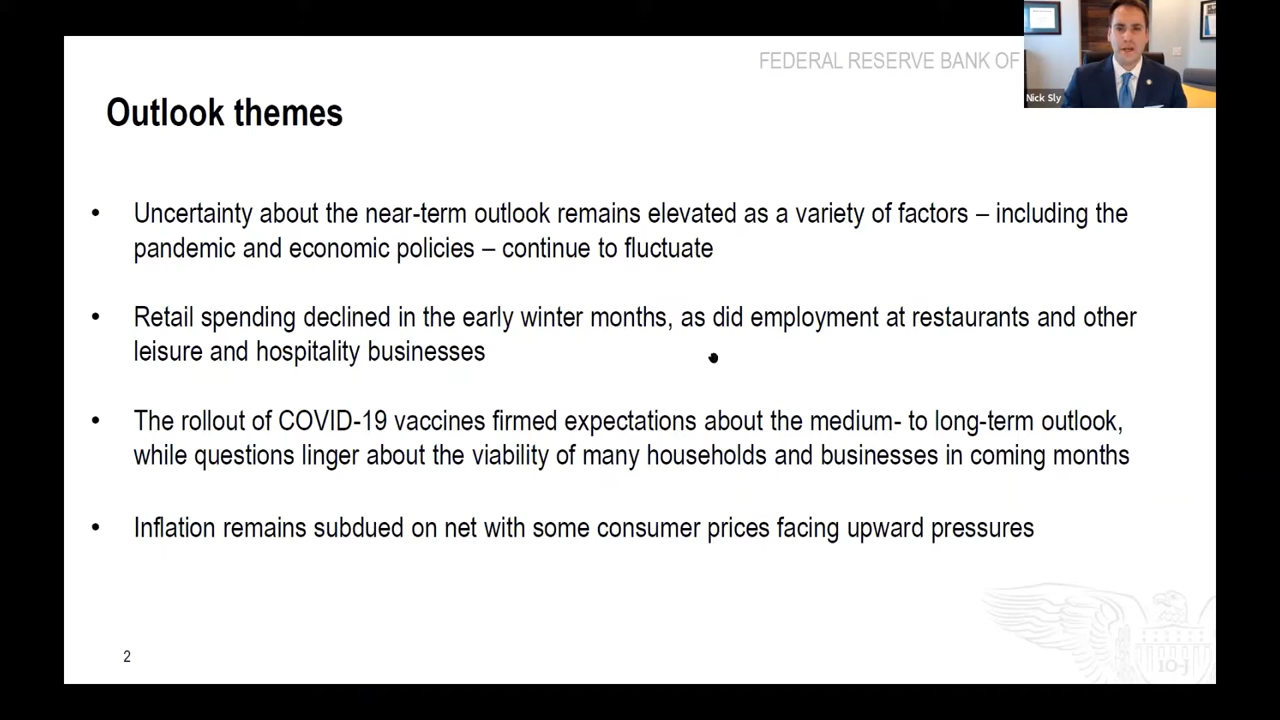 FEDERAL RESERVE BANK OF
Nick Sly
Outlook themes
• Uncertainty about the near-term outlook remains elevated as a variety of factors – including the
pandemic and economic policies – continue to fluctuate
• Retail spending declined in the early winter months, as did employment at restaurants and other
leisure and hospitality businesses
• The rollout of COVID-19 vaccines firmed expectations about the medium- to long-term outlook,
while questions linger about the viability of many households and businesses in coming months
• Inflation remains subdued on net with some consumer prices facing upward pressures
10-J
2